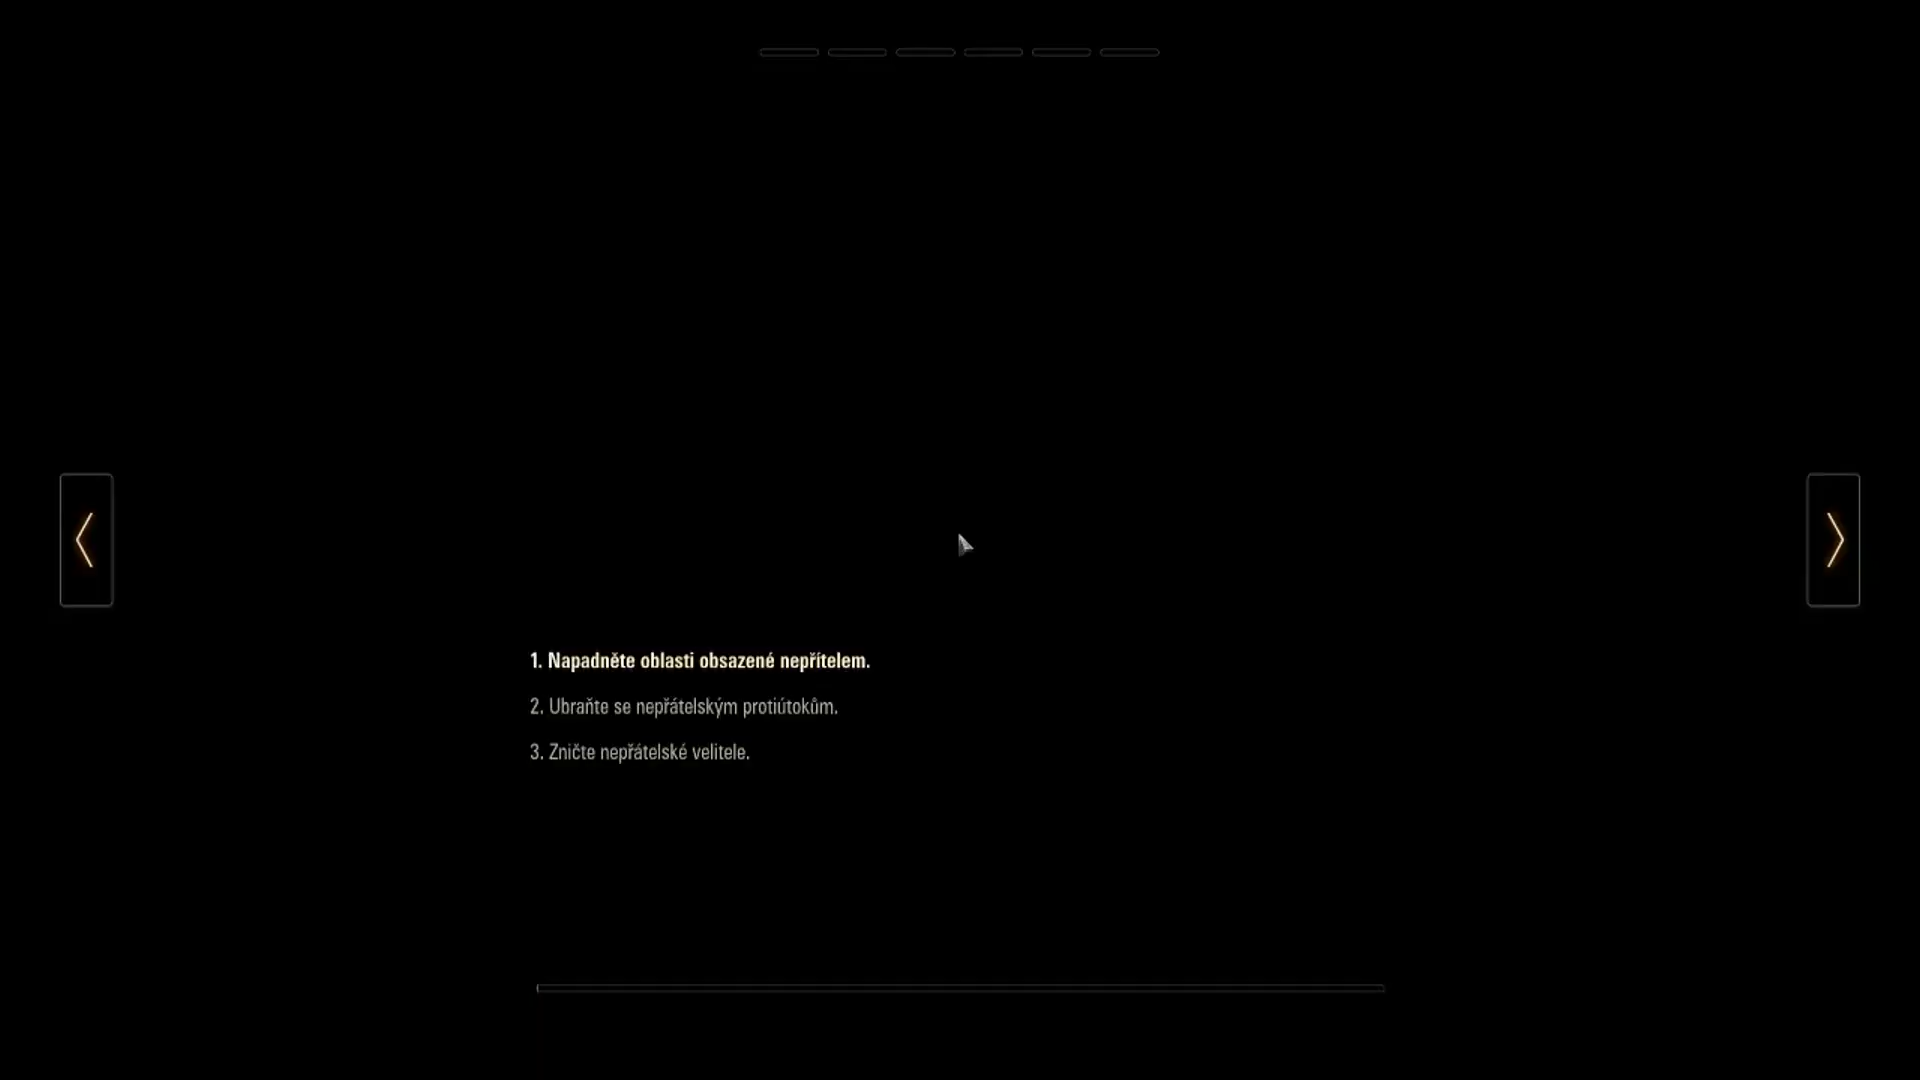 1. Napadněte oblasti obsazené nepřítelem.
2. Ubraňte se nepřátelským protiútokům.
3. Zničte nepřátelské velitele.